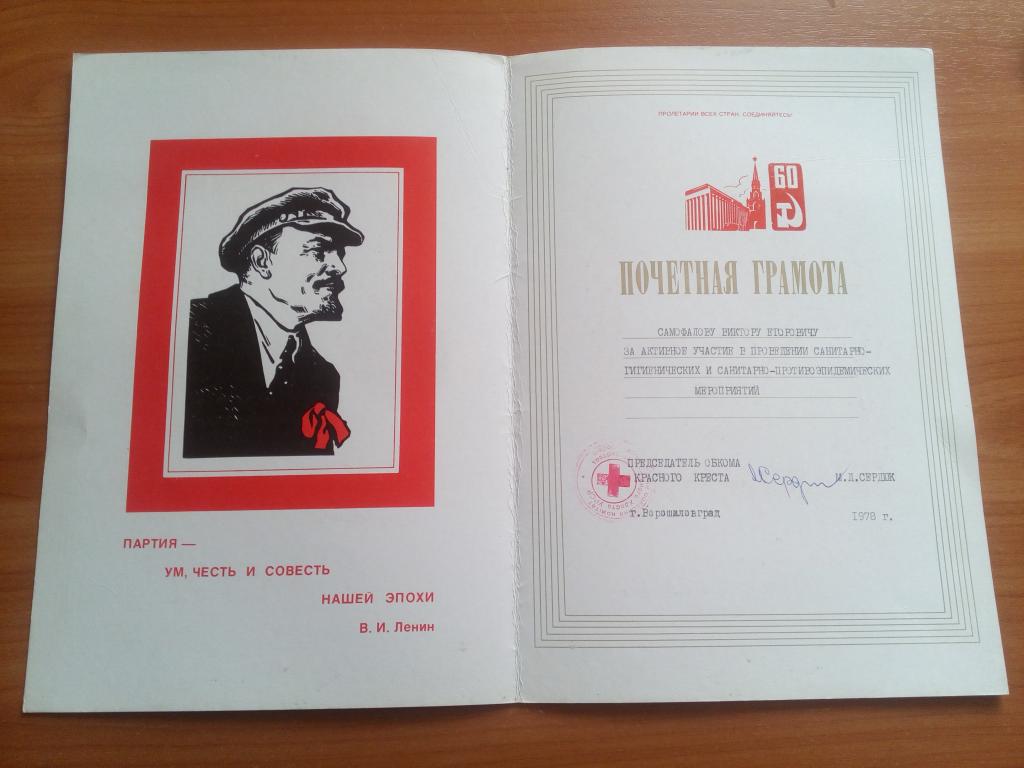 ПАРТИЯ —
УМ, ЧЕСТЬ И СОВЕСТЬ
НАШЕЙ ЭПОХИ
В. И. Ленин
ПРОЛЕТАРИИ ВСЕХ СТРАН, СОЕДИНЯЙТЕСЬ!
60
ПОЧЕТНАЯ ГРАМОТА
САМОФАЛОВУ ВИКТОРУ ЕГОРОВИЧУ
ЗА АКТИВНОЕ УЧАСТИЕ В ПРОВЕДЕНИИ САНИТАРНО-
ГИГИЕНИЧЕСКИХ И САНИТАРНО-ПРОТИВОЭПИДЕМИЧЕСКИХ
МЕРОПРИЯТИЙ
ПРЕДСЕДАТЕЛЬ ОБКОМА
КРАСНОГО КРЕСТА М.Л.СЕРДЮК
г.Ворошиловград 1978 г.